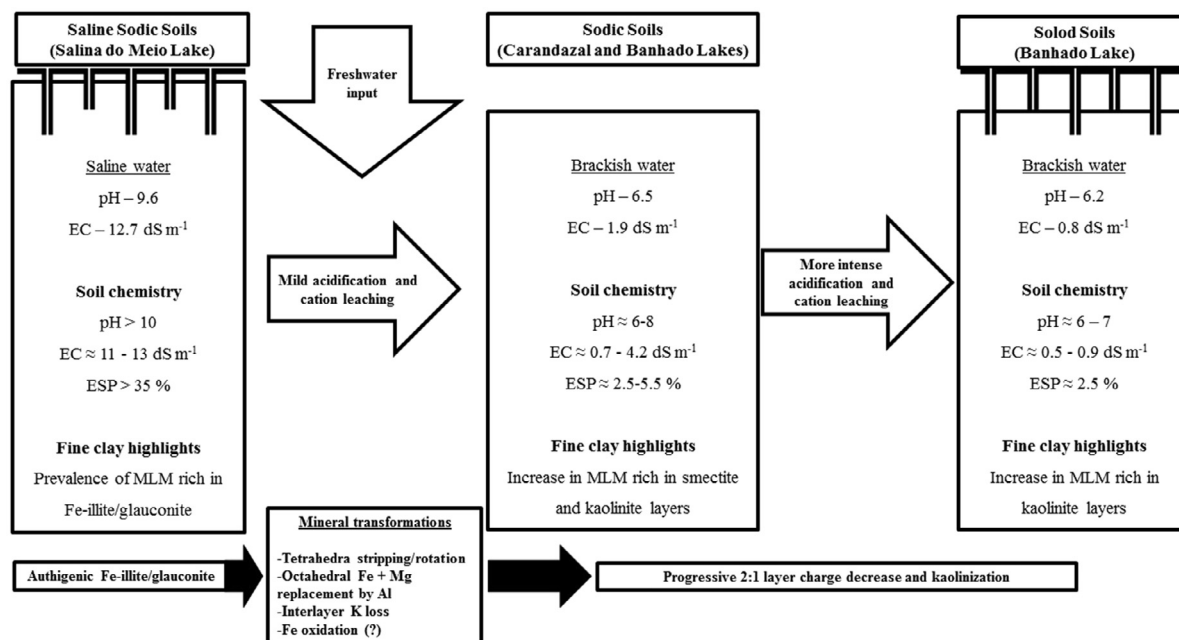 Saline Sodic Soils
(Salina do Meio Lake)
Saline water
pH – 9.6
EC – 12.7 dS m⁻¹
Soil chemistry
pH > 10
EC ≈ 11 - 13 dS m⁻¹
ESP > 35 %
Fine clay highlights
Prevalence of MLM rich in
Fe-illite/glauconite
Freshwater
input
Mild acidification and
cation leaching
Sodic Soils
(Carandazal and Banhado Lakes)
Brackish water
pH – 6.5
EC – 1.9 dS m⁻¹
Soil chemistry
pH ≈ 6-8
EC ≈ 0.7 - 4.2 dS m⁻¹
ESP ≈ 2.5-5.5 %
Fine clay highlights
Increase in MLM rich in smectite
and kaolinite layers
More intense
acidification and
cation leaching
Solod Soils
(Banhado Lake)
Brackish water
pH – 6.2
EC – 0.8 dS m⁻¹
Soil chemistry
pH ≈ 6 – 7
EC ≈ 0.5 - 0.9 dS m⁻¹
ESP ≈ 2.5 %
Fine clay highlights
Increase in MLM rich in
kaolinite layers
Authigenic Fe-illite/glauconite
Mineral transformations
-Tetrahedra stripping/rotation
-Octahedral Fe + Mg
replacement by Al
-Interlayer K loss
-Fe oxidation (?)
Progressive 2:1 layer charge decrease and kaolinization